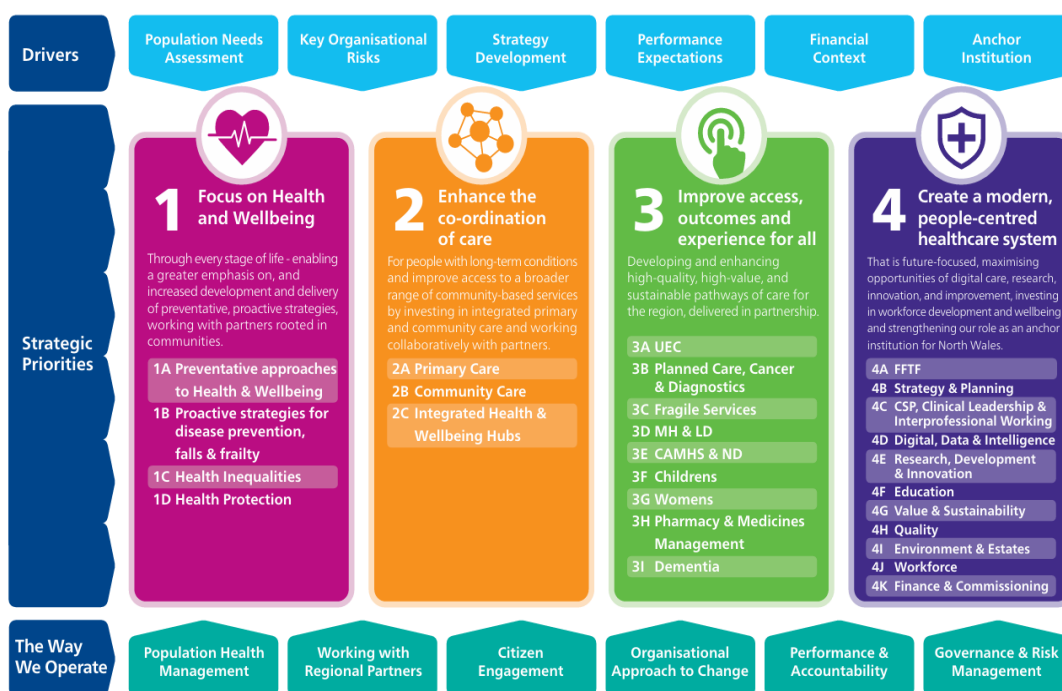 Drivers
Population Needs
Assessment
Key Organisational
Risks
Strategy
Development
Performance
Expectations
Financial
Context
Anchor
Institution
Strategic
Priorities
1
Focus on Health
and Wellbeing
Through every stage of life - enabling
a greater emphasis on, and
increased development and delivery
of preventative, proactive strategies,
working with partners rooted in
communities.
1A Preventative approaches
to Health & Wellbeing
1B Proactive strategies for
disease prevention,
falls & frailty
1C Health Inequalities
1D Health Protection
2
Enhance the
co-ordination
of care
For people with long-term conditions
and improve access to a broader
range of community-based services
by investing in integrated primary
and community care and working
collaboratively with partners.
2A Primary Care
2B Community Care
2C Integrated Health &
Wellbeing Hubs
3
Improve access,
outcomes and
experience for all
Developing and enhancing
high-quality, high-value, and
sustainable pathways of care for
the region, delivered in partnership.
3A UEC
3B Planned Care, Cancer
& Diagnostics
3C Fragile Services
3D MH & LD
3E CAMHS & ND
3F Childrens
3G Womens
3H Pharmacy & Medicines
Management
3I Dementia
4
Create a modern,
people-centred
healthcare system
That is future-focused, maximising
opportunities of digital care, research,
innovation, and improvement, investing
in workforce development and wellbeing
and strengthening our role as an anchor
institution for North Wales.
4A FFTF
4B Strategy & Planning
4C CSP, Clinical Leadership &
Interprofessional Working
4D Digital, Data & Intelligence
4E Research, Development
& Innovation
4F Education
4G Value & Sustainability
4H Quality
4I Environment & Estates
4J Workforce
4K Finance & Commissioning
The Way
We Operate
Population Health
Management
Working with
Regional Partners
Citizen
Engagement
Organisational
Approach to Change
Performance &
Accountability
Governance & Risk
Management